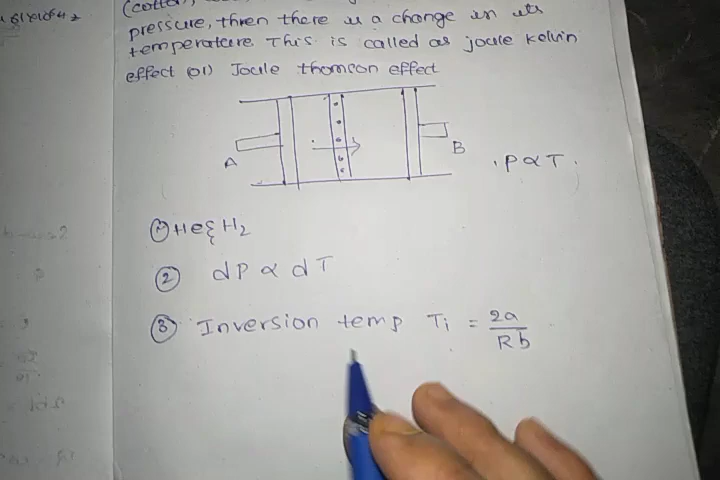 (cotton,
pressure, then there is a change in its
temperature This is called as joule Kelvin
effect (or) Joule thomson effect
A
B
P ∝ T
① He & H₂
② dP ∝ dT
③ Inversion temp Ti = 2a/Rb